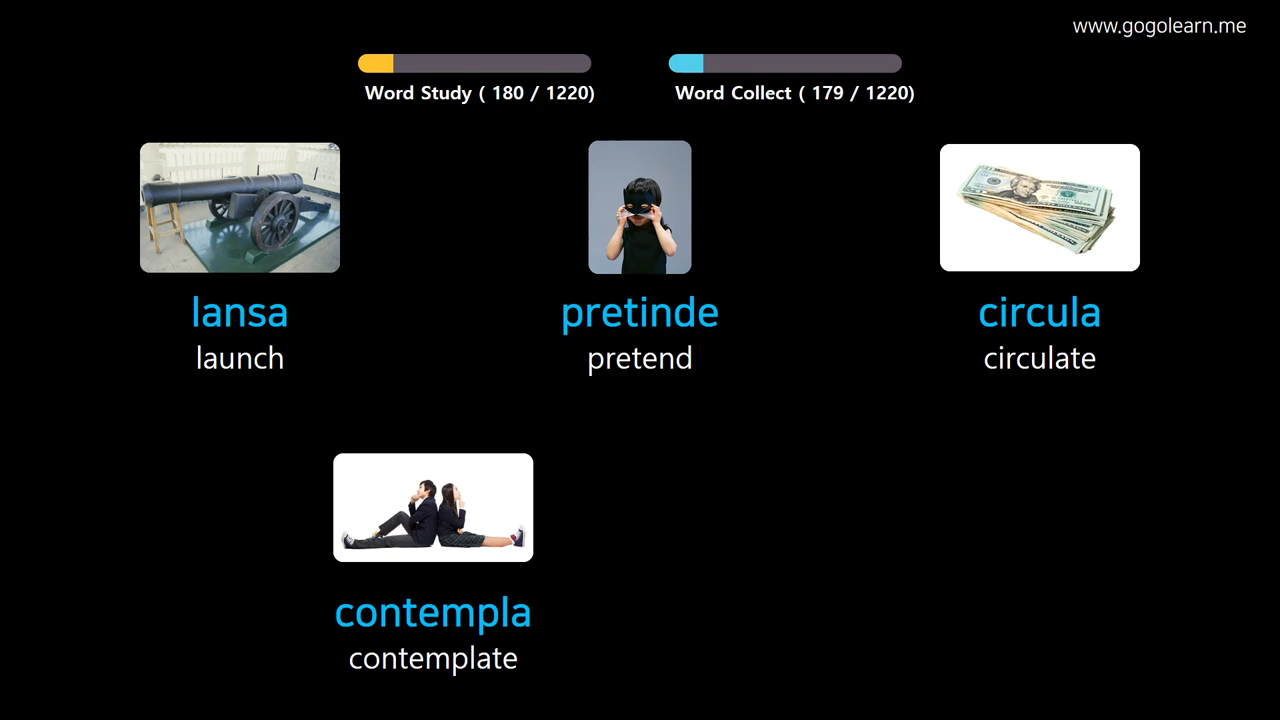 www.gogolearn.me
Word Study ( 180 / 1220)
Word Collect ( 179 / 1220)
lansa
launch
pretinde
pretend
circula
circulate
contempla
contemplate